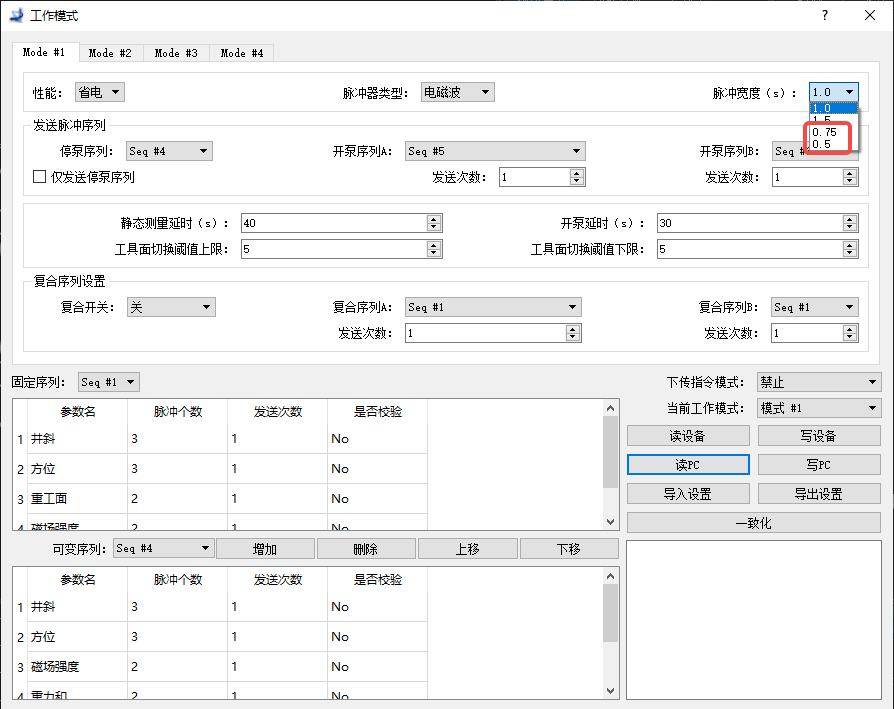 工作模式
Mode #1 Mode #2 Mode #3 Mode #4
性能： 省电 脉冲器类型： 电磁波 脉冲宽度（s）： 1.0
1.0
1.5
0.75
0.5
发送脉冲序列
停泵序列： Seq #4 开泵序列A： Seq #5 开泵序列B： Seq
仅发送停泵序列 发送次数： 1 发送次数： 1
静态测量延时（s）： 40 开泵延时（s）： 30
工具面切换阈值上限： 5 工具面切换阈值下限： 5
复合序列设置
复合开关： 关 复合序列A： Seq #1 复合序列B： Seq #1
发送次数： 1 发送次数： 1
固定序列： Seq #1
参数名 脉冲个数 发送次数 是否校验
1 井斜 3 1 No
2 方位 3 1 No
3 重工面 2 1 No
4 磁场强度 2 1 No
可变序列： Seq #4 增加 删除 上移 下移
参数名 脉冲个数 发送次数 是否校验
1 井斜 3 1 No
2 方位 3 1 No
3 磁场强度 2 1 No
4 重力和 2 1 No
下传指令模式： 禁止
当前工作模式： 模式 #1
读设备 写设备
读PC 写PC
导入设置 导出设置
一致化